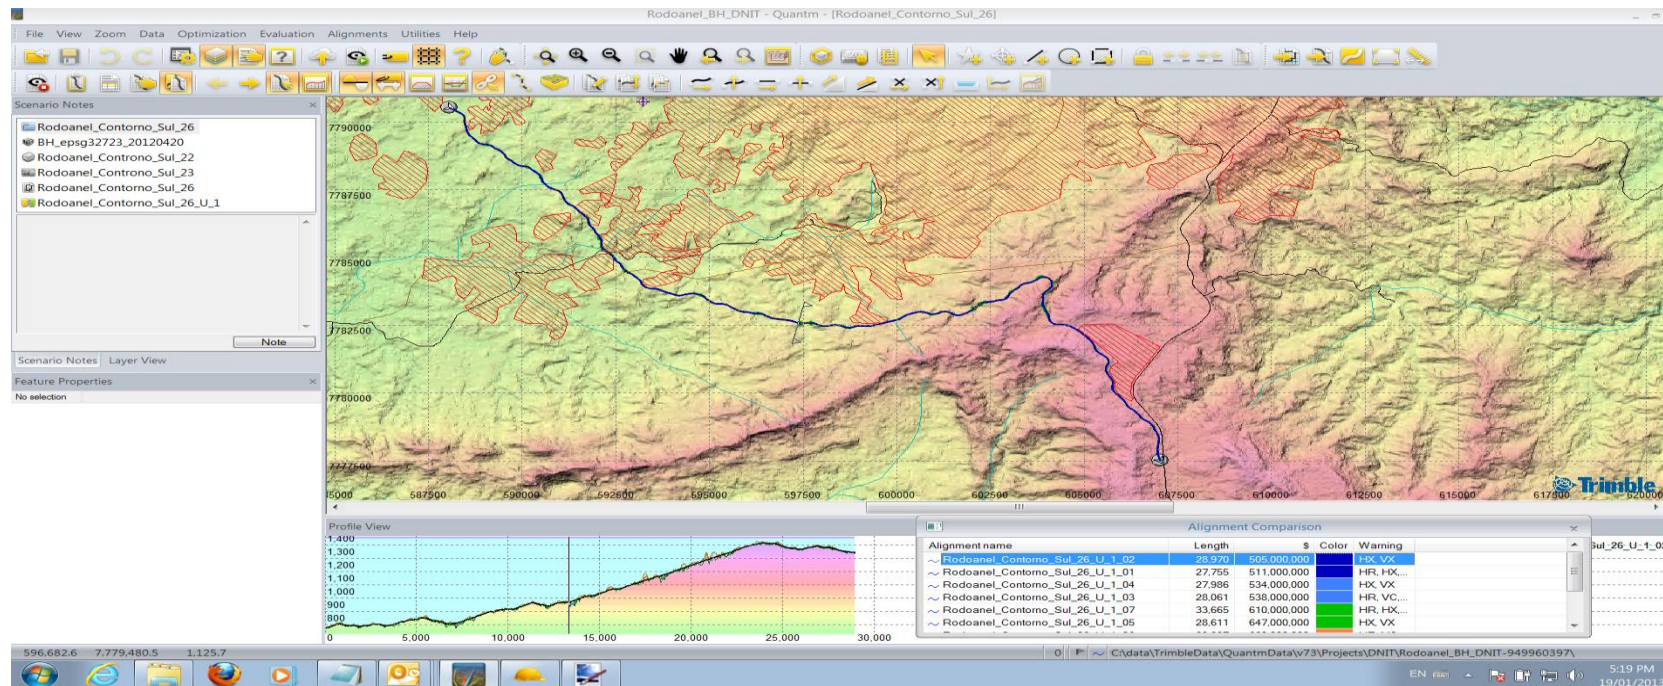 Rodoanel_BH_DNIT - Quantm - [Rodoanel_Contorno_Sul_26]
File View Zoom Data Optimization Evaluation Alignments Utilities Help
Scenario Notes
Rodoanel_Contorno_Sul_26
BH_epsg32723_20120420
Rodoanel_Controno_Sul_22
Rodoanel_Controno_Sul_23
Rodoanel_Contorno_Sul_26
Rodoanel_Contorno_Sul_26_U_1
Note
Scenario Notes Layer View
Feature Properties
No selection
7790000
7787500
7785000
7782500
7780000
7777500
5000 587500 590000 592500 595000 597500 600000 602500 605000 607500 610000 612500 615000 617500 620000
Trimble
Profile View
1,400
1,300
1,200
1,100
1,000
900
800
0 5,000 10,000 15,000 20,000 25,000 30,000
Alignment Comparison
Alignment name Length $ Color Warning
Rodoanel_Contorno_Sul_26_U_1_02 28,970 505,000,000 HX, VX
Rodoanel_Contorno_Sul_26_U_1_01 27,755 511,000,000 HR, HX,...
Rodoanel_Contorno_Sul_26_U_1_04 27,986 534,000,000 HX, VX
Rodoanel_Contorno_Sul_26_U_1_03 28,061 538,000,000 HR, VC,...
Rodoanel_Contorno_Sul_26_U_1_07 33,665 610,000,000 HR, HX,...
Rodoanel_Contorno_Sul_26_U_1_05 28,611 647,000,000 HX, VX
596,682.6 7,779,480.5 1,125.7
0 C:\data\TrimbleData\QuantmData\v73\Projects\DNIT\Rodoanel_BH_DNIT-949960397\
EN
5:19 PM
19/01/2013